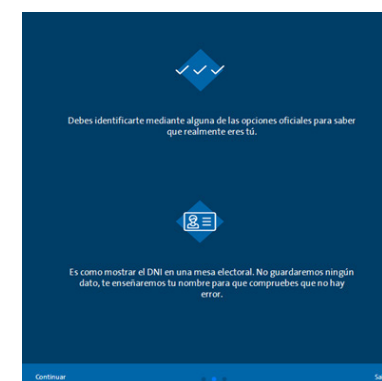 Debes identificarte mediante alguna de las opciones oficiales para saber
que realmente eres tú.
Es como mostrar el DNI en una mesa electoral. No guardaremos ningún
dato, te enseñaremos tu nombre para que compruebes que no hay
error.
Continuar